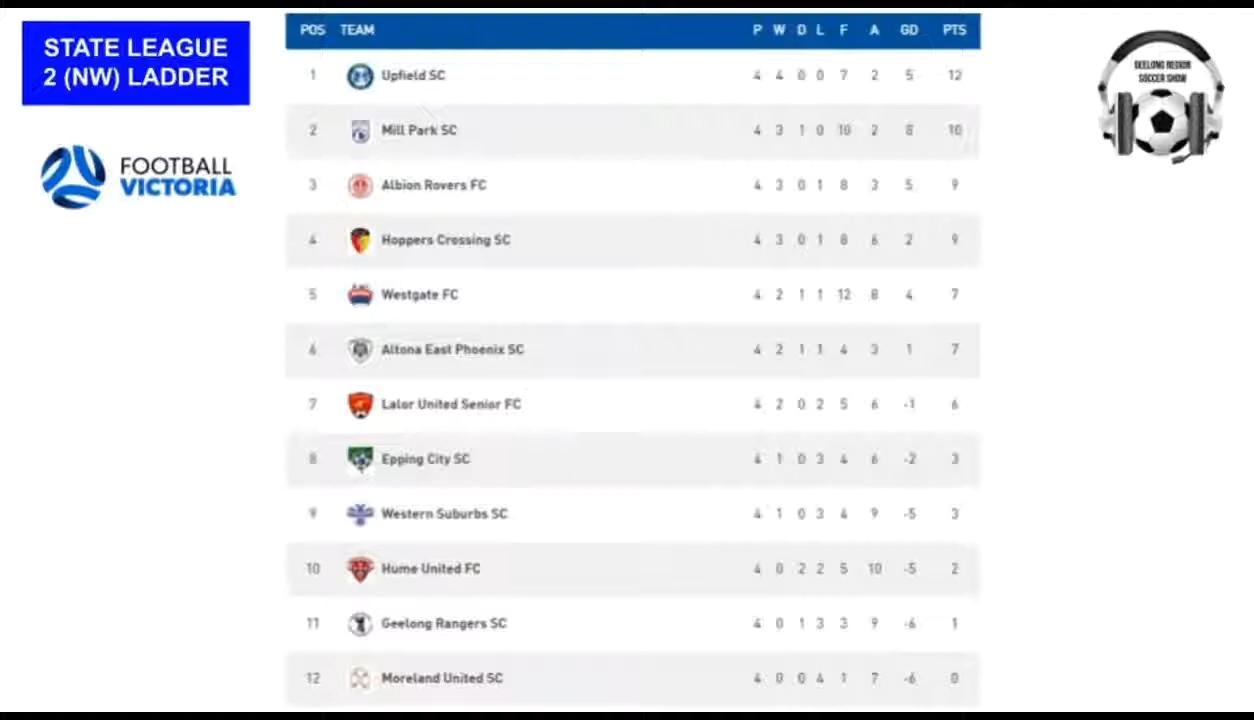 STATE LEAGUE
2 (NW) LADDER
FOOTBALL
VICTORIA
POS TEAM P W D L F A GD PTS
1 Upfield SC 4 4 0 0 7 2 5 12
2 Mill Park SC 4 3 1 0 10 2 8 10
3 Albion Rovers FC 4 3 0 1 8 3 5 9
4 Hoppers Crossing SC 4 3 0 1 8 6 2 9
5 Westgate FC 4 2 1 1 12 8 4 7
6 Altona East Phoenix SC 4 2 1 1 4 3 1 7
7 Lalor United Senior FC 4 2 0 2 5 6 -1 6
8 Epping City SC 4 1 0 3 4 6 -2 3
9 Western Suburbs SC 4 1 0 3 4 9 -5 3
10 Hume United FC 4 0 2 2 5 10 -5 2
11 Geelong Rangers SC 4 0 1 3 3 9 -6 1
12 Moreland United SC 4 0 0 4 1 7 -6 0
GEELONG REGION
SOCCER SHOW